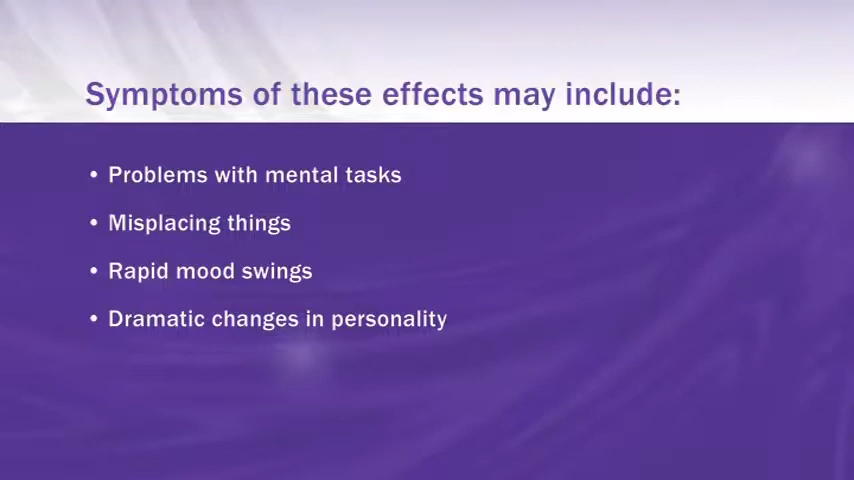 Symptoms of these effects may include:
• Problems with mental tasks
• Misplacing things
• Rapid mood swings
• Dramatic changes in personality